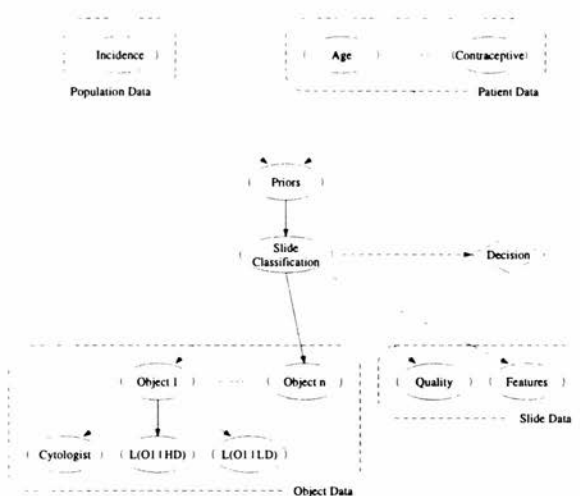 Incidence
Age
Contraceptive
Population Data
Patient Data
Priors
Slide
Classification
Decision
Object 1
Object n
Quality
Features
Slide Data
Cytologist
L(O1|HD)
L(O1|LD)
Object Data